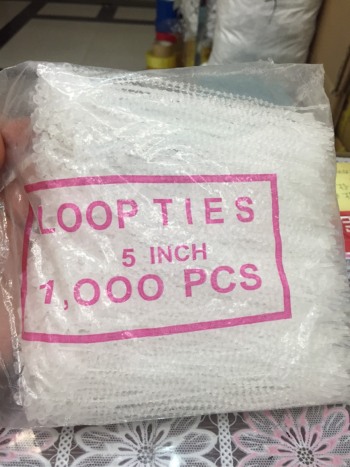 LOOP TIES
5 INCH
1,000 PCS